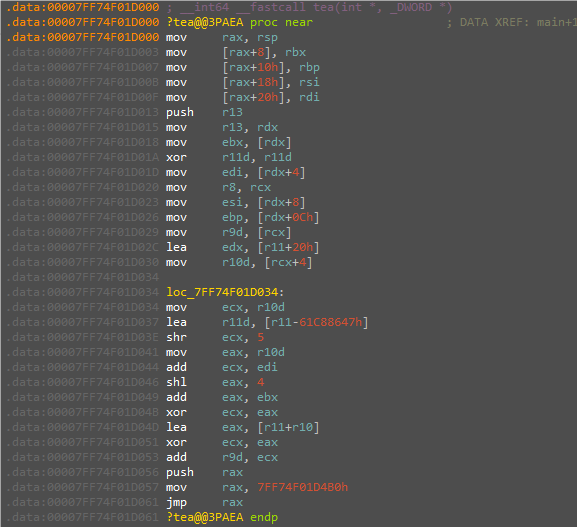 .data:00007FF74F01D000 ; __int64 __fastcall tea(int *, _DWORD *)
.data:00007FF74F01D000 ?tea@@3PAEA proc near ; DATA XREF: main+1
.data:00007FF74F01D000 mov rax, rsp
.data:00007FF74F01D003 mov [rax+8], rbx
.data:00007FF74F01D007 mov [rax+10h], rbp
.data:00007FF74F01D00B mov [rax+18h], rsi
.data:00007FF74F01D00F mov [rax+20h], rdi
.data:00007FF74F01D013 push r13
.data:00007FF74F01D015 mov r13, rdx
.data:00007FF74F01D018 mov ebx, [rdx]
.data:00007FF74F01D01A xor r11d, r11d
.data:00007FF74F01D01D mov edi, [rdx+4]
.data:00007FF74F01D020 mov r8, rcx
.data:00007FF74F01D023 mov esi, [rdx+8]
.data:00007FF74F01D026 mov ebp, [rdx+0Ch]
.data:00007FF74F01D029 mov r9d, [rcx]
.data:00007FF74F01D02C lea edx, [r11+20h]
.data:00007FF74F01D030 mov r10d, [rcx+4]
.data:00007FF74F01D034
.data:00007FF74F01D034 loc_7FF74F01D034:
.data:00007FF74F01D034 mov ecx, r10d
.data:00007FF74F01D037 lea r11d, [r11-61C88647h]
.data:00007FF74F01D03E shr ecx, 5
.data:00007FF74F01D041 mov eax, r10d
.data:00007FF74F01D044 add ecx, edi
.data:00007FF74F01D046 shl eax, 4
.data:00007FF74F01D049 add eax, ebx
.data:00007FF74F01D04B xor ecx, eax
.data:00007FF74F01D04D lea eax, [r11+r10]
.data:00007FF74F01D051 xor ecx, eax
.data:00007FF74F01D053 add r9d, ecx
.data:00007FF74F01D056 push rax
.data:00007FF74F01D057 mov rax, 7FF74F01D4B0h
.data:00007FF74F01D061 jmp rax
.data:00007FF74F01D061 ?tea@@3PAEA endp